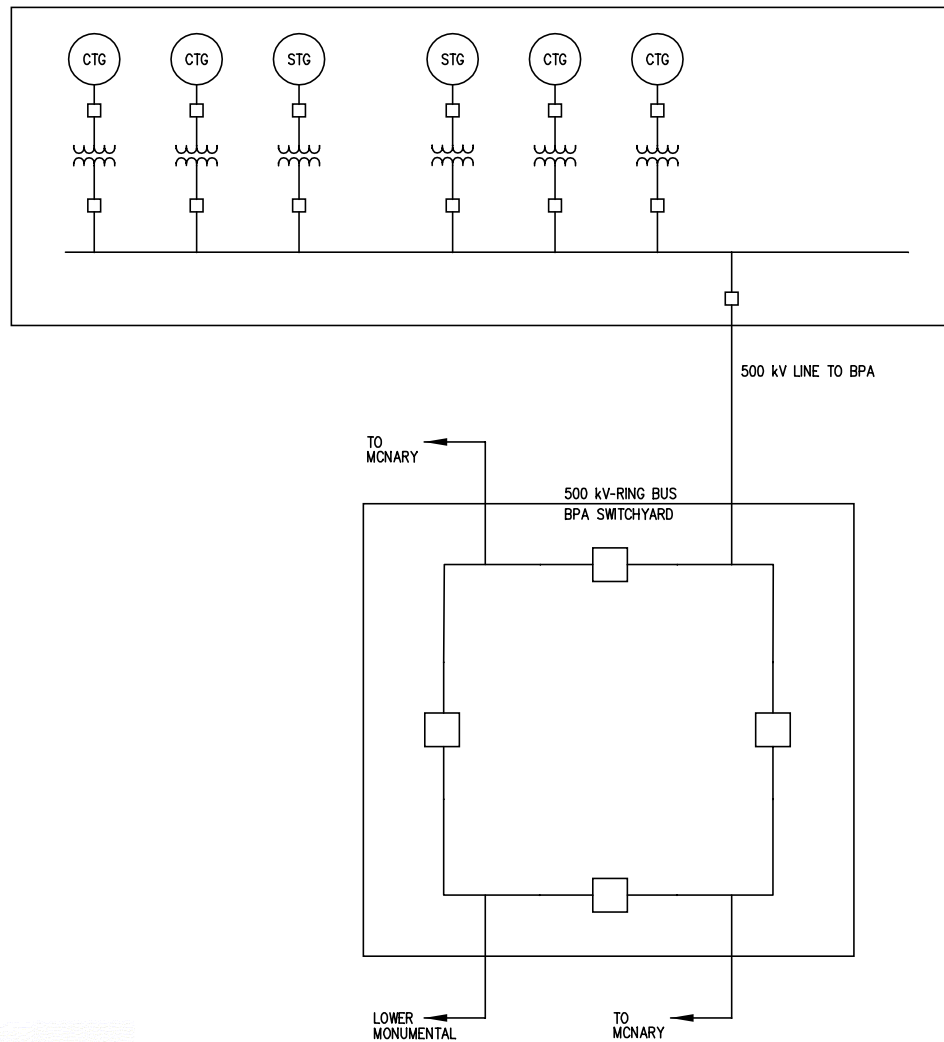 CTG
CTG
STG
STG
CTG
CTG
500 kV LINE TO BPA
TO
MCNARY
500 kV-RING BUS
BPA SWITCHYARD
LOWER
MONUMENTAL
TO
MCNARY